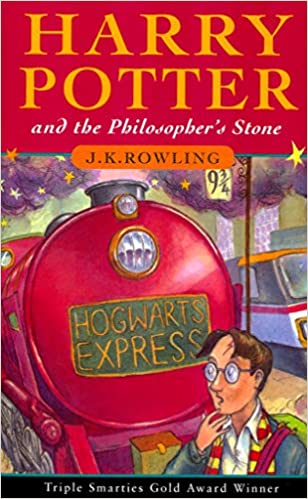 HARRY
POTTER
and the Philosopher's Stone
J.K.ROWLING
9¾
HOGWARTS
EXPRESS
Triple Smarties Gold Award Winner